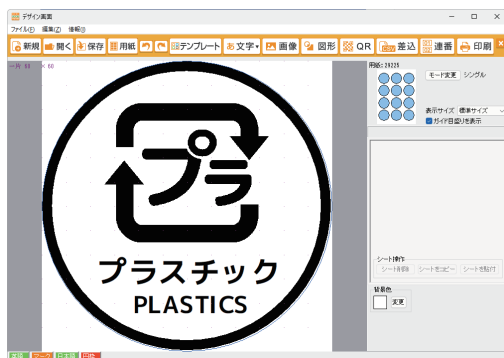 デザイン画面
ファイル(F) 編集(Z) 情報(S)
新規 開く 保存 用紙 テンプレート あ 文字 画像 図形 QR 差込 連番 印刷
× 60
用紙: 29225
モード変更 シングル
表示サイズ 標準サイズ
ガイド目盛りを表示
プラ
プラスチック
PLASTICS
シート操作
シート削除 シートをコピー シートを貼付
背景色
変更